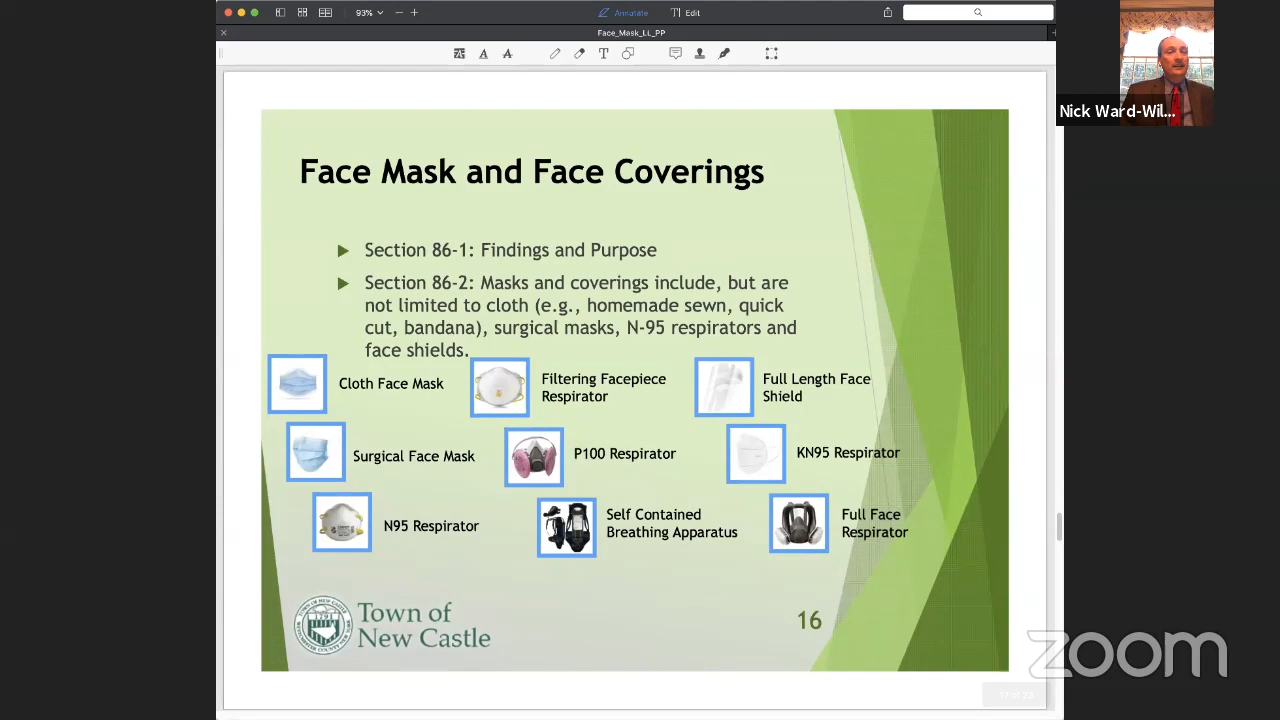 93%
Annotate
Edit
Face_Mask_LL_PP
Nick Ward-Wil...
Face Mask and Face Coverings
Section 86-1: Findings and Purpose
Section 86-2: Masks and coverings include, but are
not limited to cloth (e.g., homemade sewn, quick
cut, bandana), surgical masks, N-95 respirators and
face shields.
Cloth Face Mask
Filtering Facepiece
Respirator
Full Length Face
Shield
Surgical Face Mask
P100 Respirator
KN95 Respirator
N95 Respirator
Self Contained
Breathing Apparatus
Full Face
Respirator
Town of
New Castle
16
17 of 23
zoom